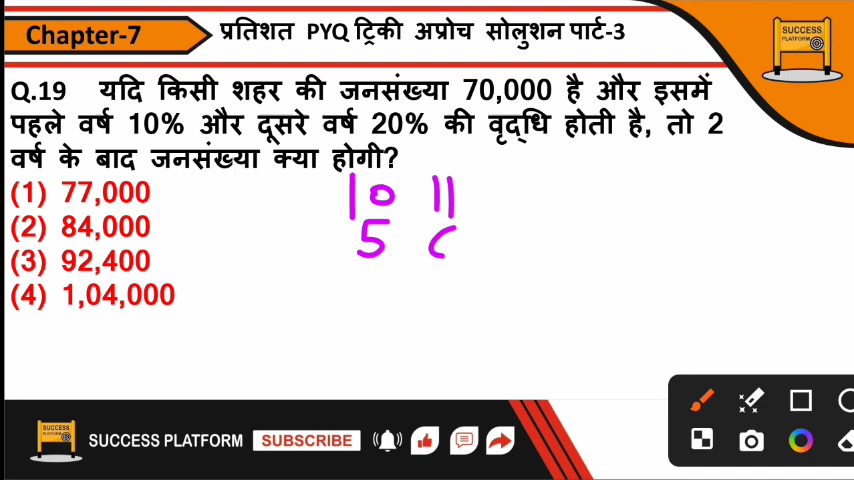 Chapter-7
प्रतिशत PYQ ट्रिकी अप्रोच सोलुशन पार्ट-3
SUCCESS
PLATFORM
Q.19 यदि किसी शहर की जनसंख्या 70,000 है और इसमें
पहले वर्ष 10% और दूसरे वर्ष 20% की वृद्धि होती है, तो 2
वर्ष के बाद जनसंख्या क्या होगी?
(1) 77,000
(2) 84,000
(3) 92,400
(4) 1,04,000
10 11
5
SUCCESS
PLATFORM
SUCCESS PLATFORM
SUBSCRIBE